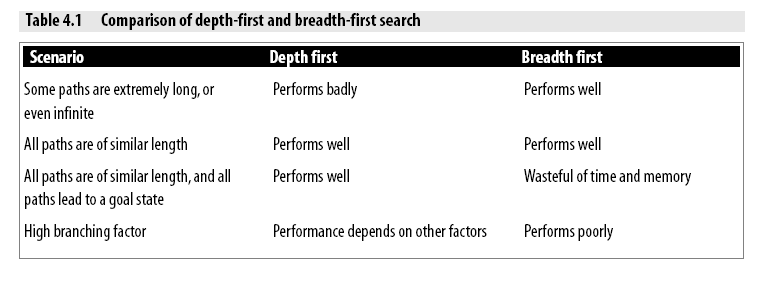 Table 4.1 Comparison of depth-first and breadth-first search
Scenario Depth first Breadth first
Some paths are extremely long, or Performs badly Performs well
even infinite
All paths are of similar length Performs well Performs well
All paths are of similar length, and all Performs well Wasteful of time and memory
paths lead to a goal state
High branching factor Performance depends on other factors Performs poorly